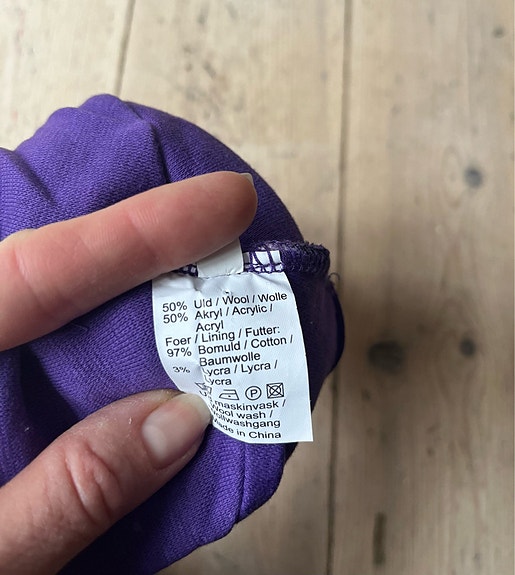 50% Uld / Wool / Wolle
50% Akryl / Acrylic /
Acryl
Foer / Lining / Futter:
97% Bomuld / Cotton /
Baumwolle
3% Lycra / Lycra /
Lycra
P
maskinvask /
Wool wash /
Wollwashgang
Made in China